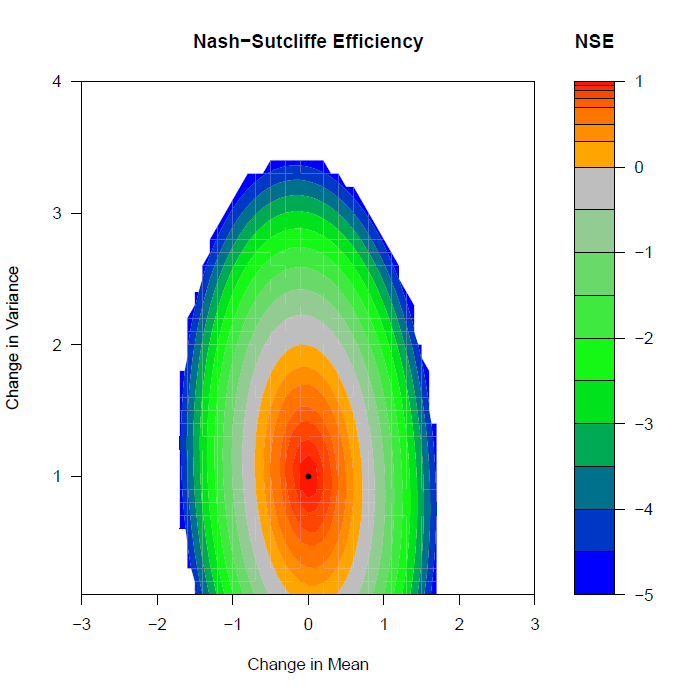 Nash−Sutcliffe Efficiency
NSE
4
3
2
1
Change in Variance
−3 −2 −1 0 1 2 3
Change in Mean
1
0
−1
−2
−3
−4
−5